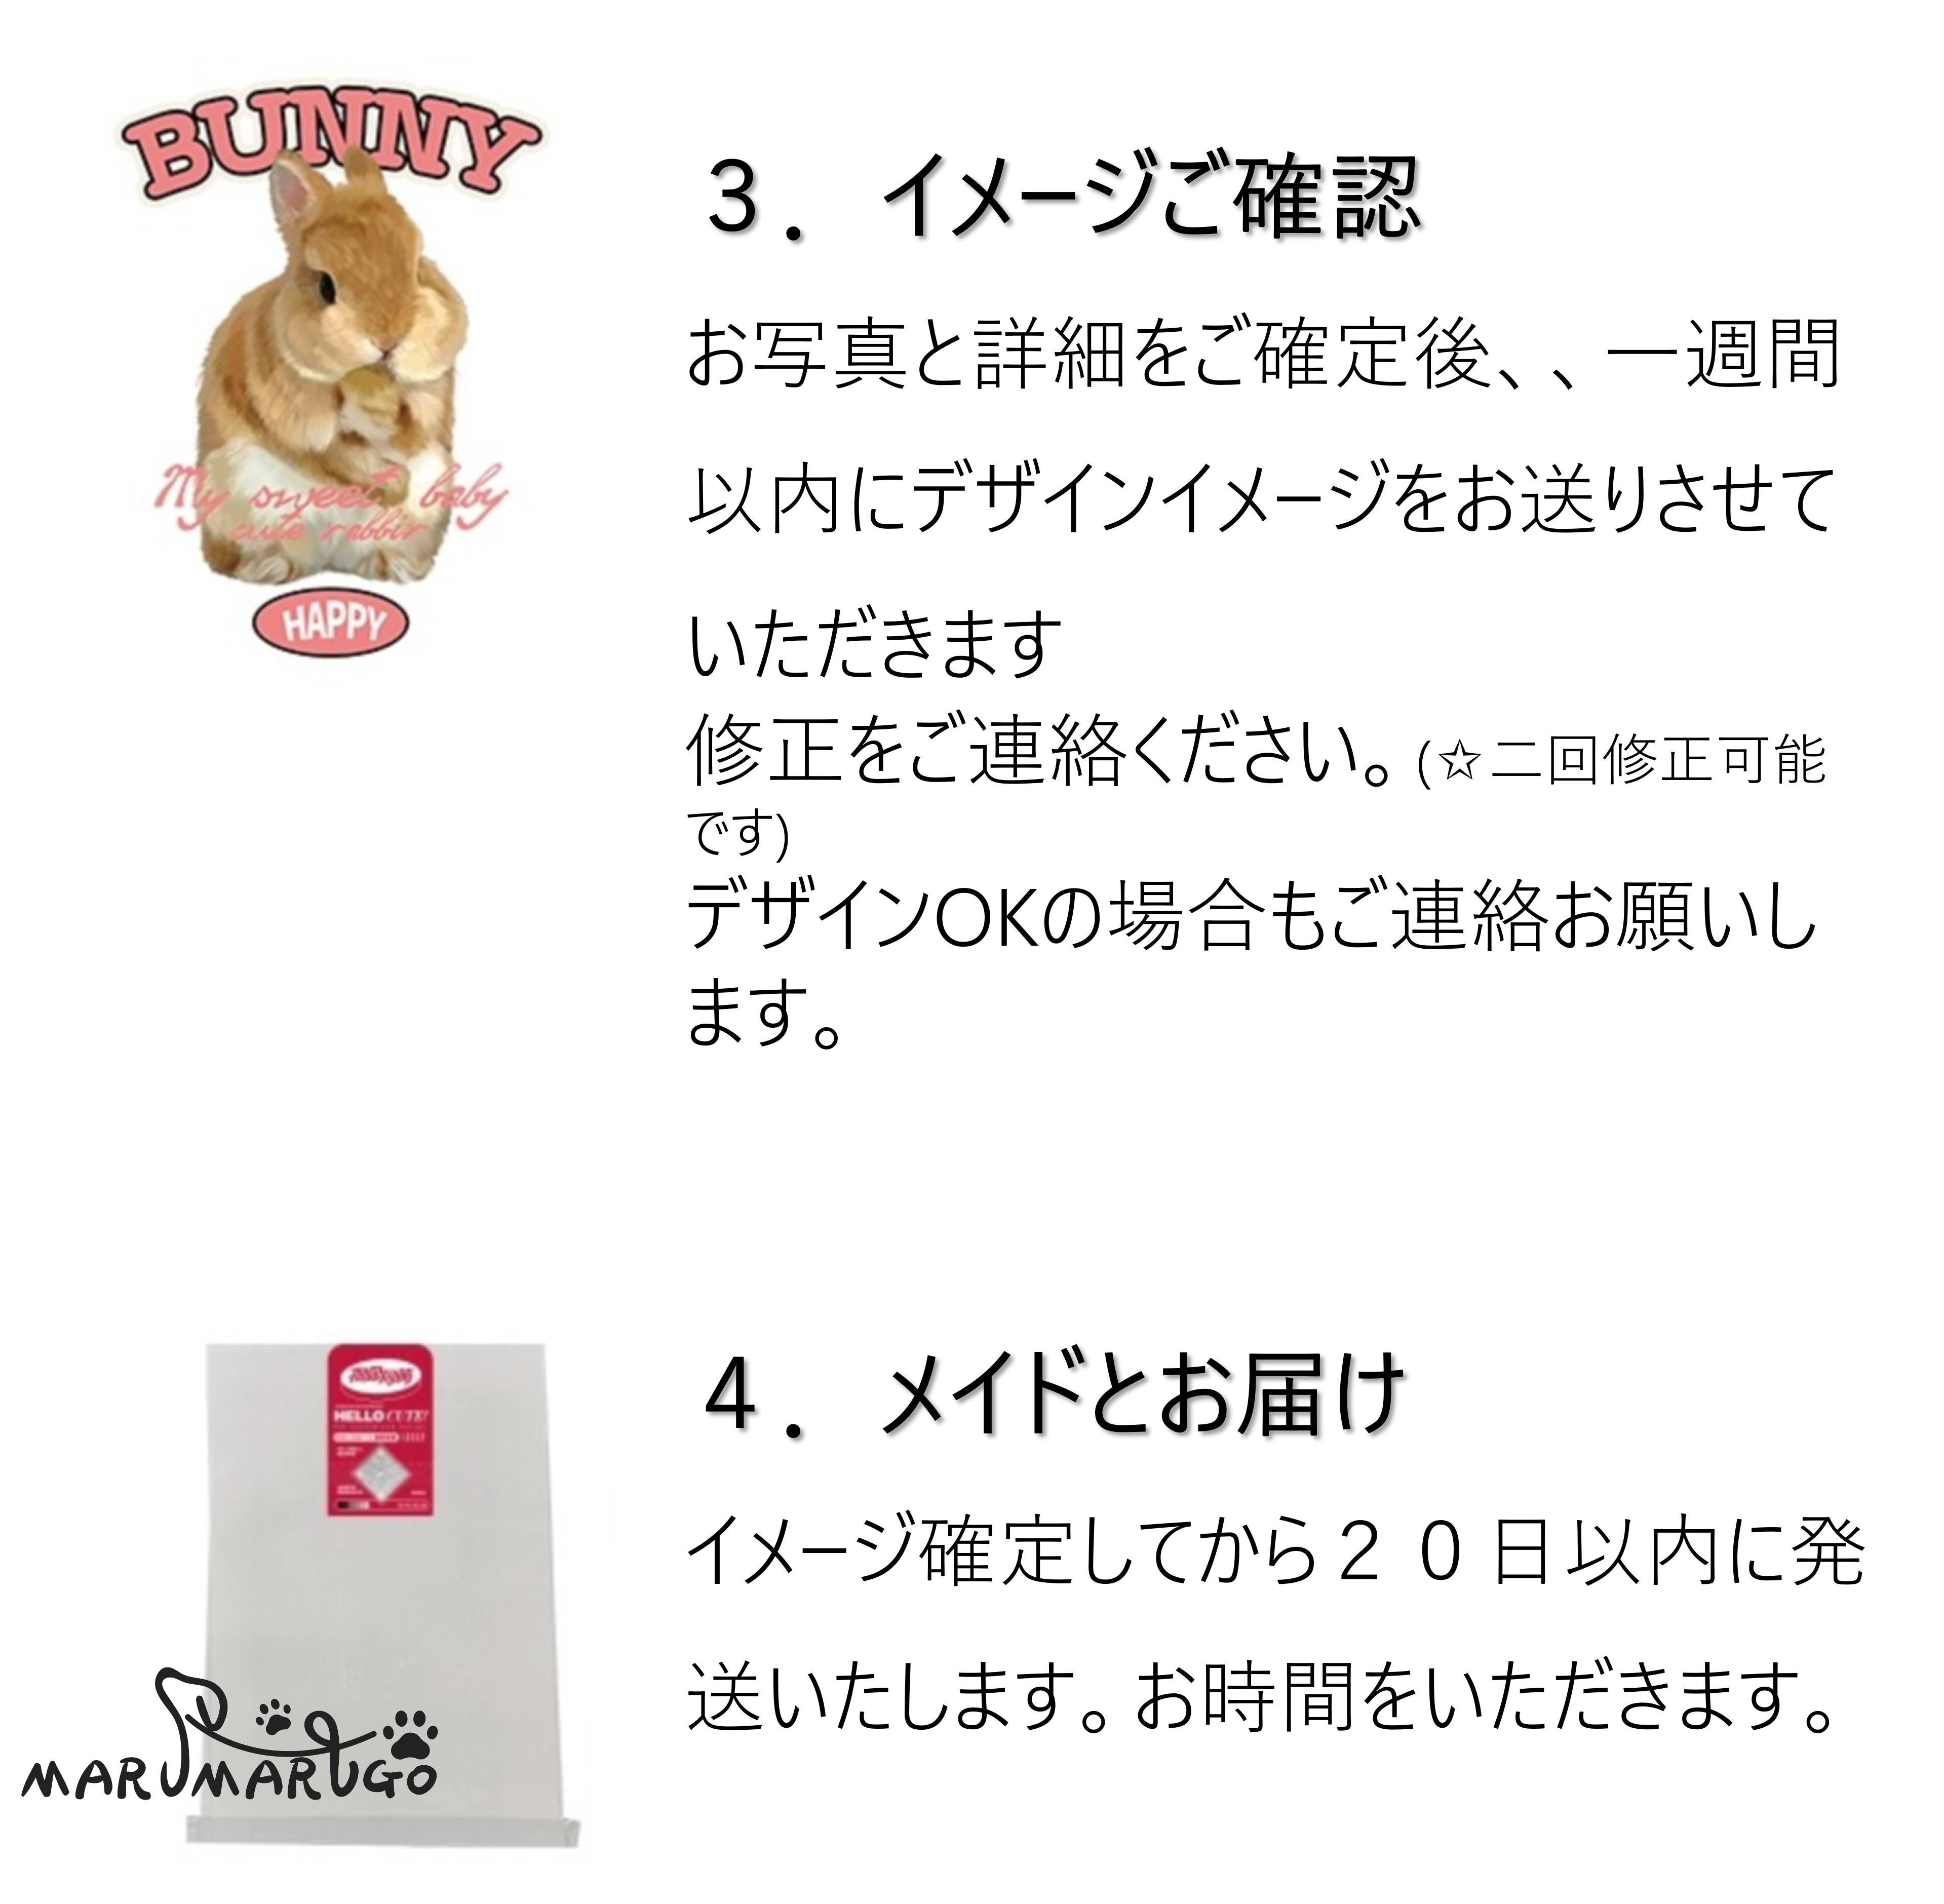 BUNNY
My sweet baby
cute rabbir
HAPPY
３． イメージご確認
お写真と詳細をご確定後、、一週間
以内にデザインイメージをお送りさせて
いただきます
修正をご連絡ください。(☆二回修正可能
です)
デザインOKの場合もご連絡お願いし
ます。
HELLO CUTE!
MARUMARUGO
４． メイドとお届け
イメージ確定してから２０日以内に発
送いたします。お時間をいただきます。